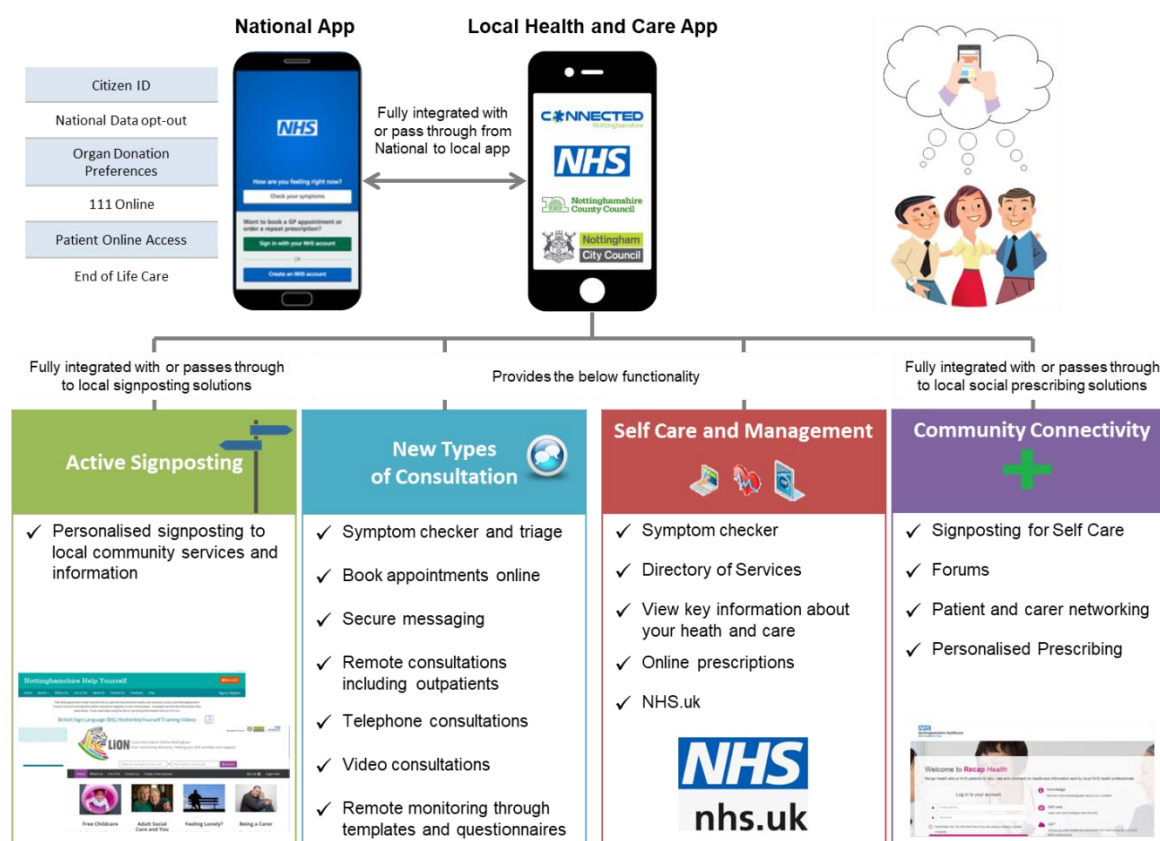 National App
Local Health and Care App
Citizen ID
National Data opt-out
Organ Donation
Preferences
111 Online
Patient Online Access
End of Life Care
NHS
How are you feeling right now?
Check your symptoms
Want to book a GP appointment or
order a repeat prescription?
Sign in with your NHS account
OR
Create an NHS account
Fully integrated with
or pass through from
National to local app
CONNECTED
Nottinghamshire
NHS
Nottinghamshire
County Council
Nottingham
City Council
Fully integrated with or passes through
to local signposting solutions
Provides the below functionality
Fully integrated with or passes through
to local social prescribing solutions
Active Signposting
✓ Personalised signposting to
local community services and
information
Nottinghamshire Help Yourself
British Sign Language (BSL) NottsHelpYourself Training Videos
LION
Free Childcare
Adult Social
Care and You
Feeling Lonely?
Being a Carer
New Types
of Consultation
✓ Symptom checker and triage
✓ Book appointments online
✓ Secure messaging
✓ Remote consultations
including outpatients
✓ Telephone consultations
✓ Video consultations
✓ Remote monitoring through
templates and questionnaires
Self Care and Management
✓ Symptom checker
✓ Directory of Services
✓ View key information about
your heath and care
✓ Online prescriptions
✓ NHS.uk
NHS
nhs.uk
Community Connectivity
✓ Signposting for Self Care
✓ Forums
✓ Patient and carer networking
✓ Personalised Prescribing
Welcome to Recap Health
Log in to your account
Knowledge
Self care